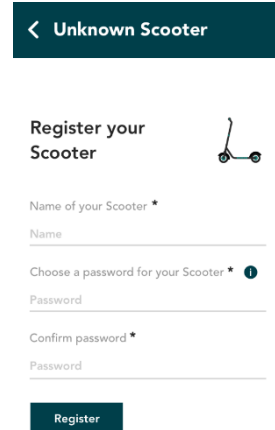 Unknown Scooter
Register your
Scooter
Name of your Scooter *
Name
Choose a password for your Scooter * i
Password
Confirm password *
Password
Register